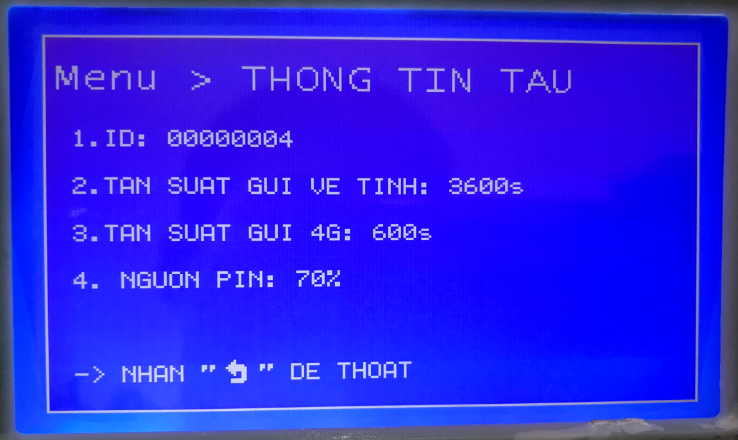 Menu > THONG TIN TAU
1.ID: 00000004
2.TAN SUAT GUI VE TINH: 3600s
3.TAN SUAT GUI 4G: 600s
4. NGUON PIN: 70%
-> NHAN "⮌" DE THOAT